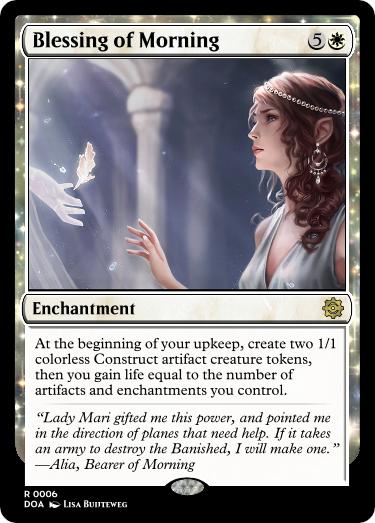 Blessing of Morning 5
Enchantment
At the beginning of your upkeep, create two 1/1
colorless Construct artifact creature tokens,
then you gain life equal to the number of
artifacts and enchantments you control.
“Lady Mari gifted me this power, and pointed me
in the direction of planes that need help. If it takes
an army to destroy the Banished, I will make one.”
—Alia, Bearer of Morning
R 0006
DOA Lisa Buijteweg